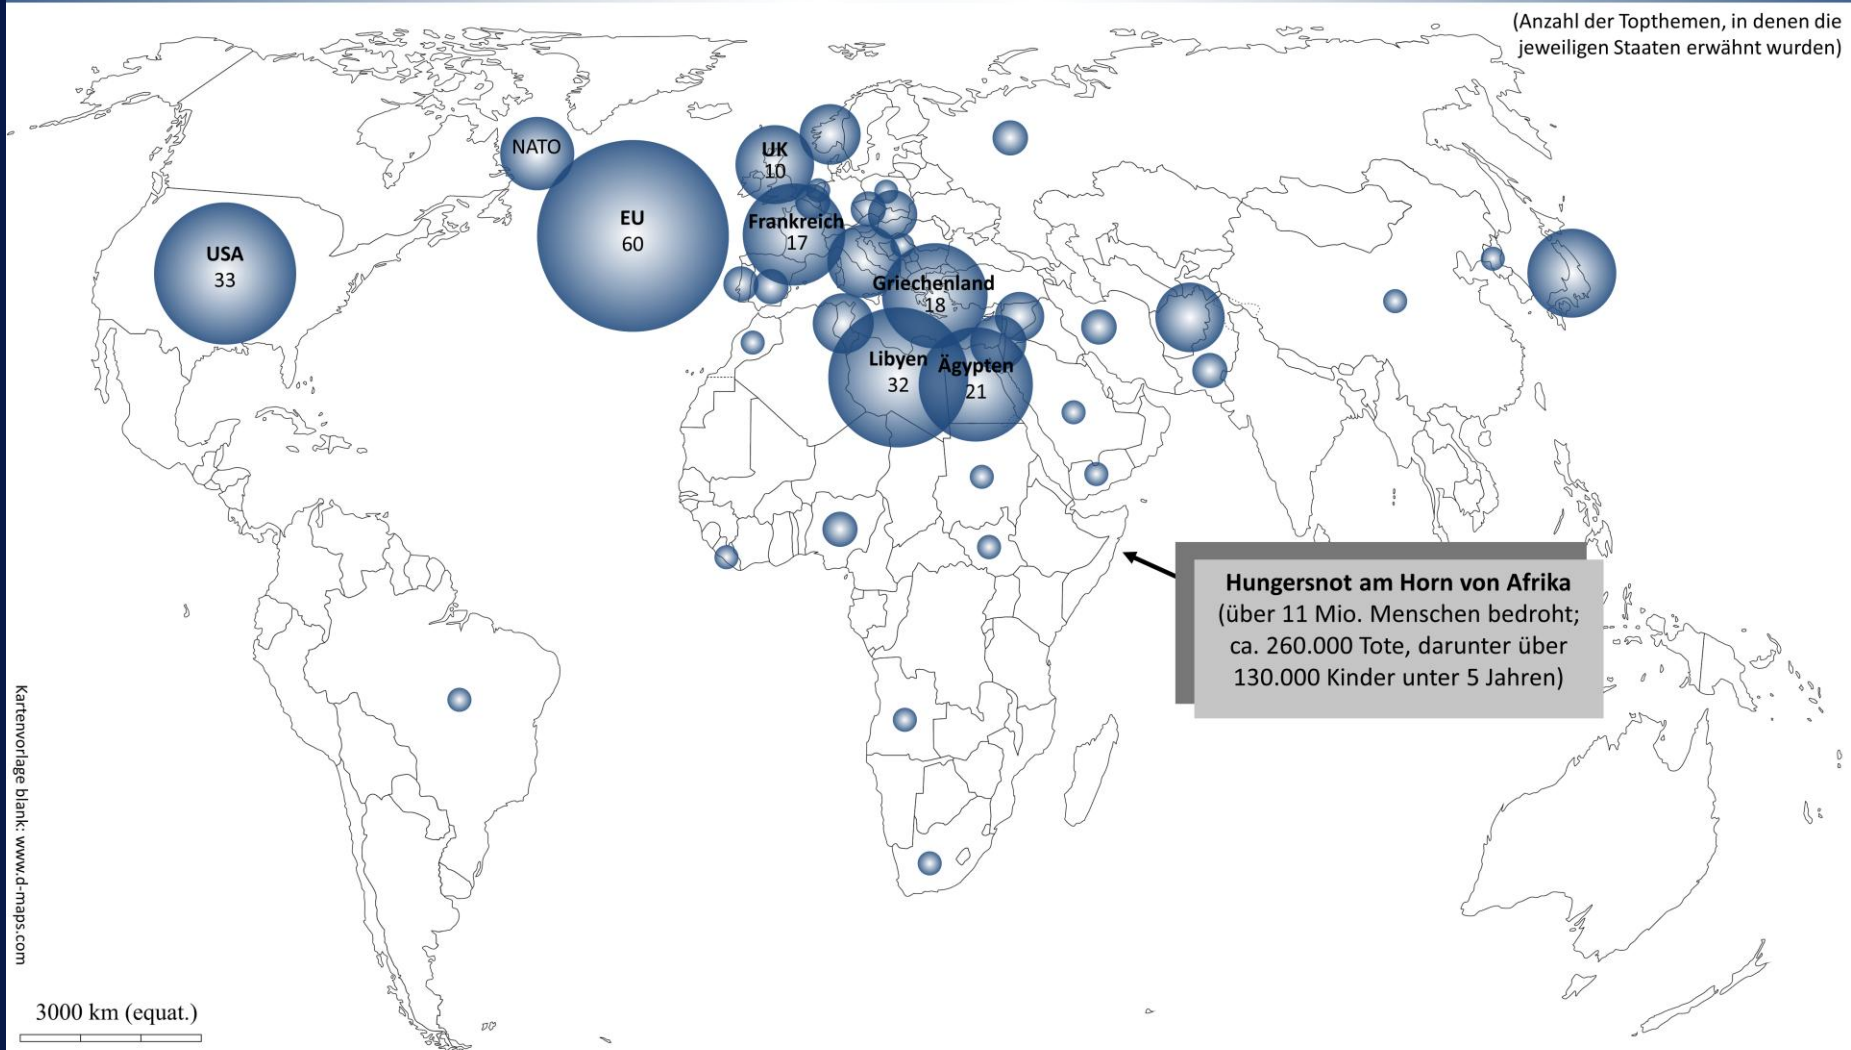 (Anzahl der Topthemen, in denen die
jeweiligen Staaten erwähnt wurden)
NATO
UK
10
EU
60
Frankreich
17
USA
33
Griechenland
18
Libyen
32
Ägypten
21
Hungersnot am Horn von Afrika
(über 11 Mio. Menschen bedroht;
ca. 260.000 Tote, darunter über
130.000 Kinder unter 5 Jahren)
Kartenvorlage blank: www.d-maps.com
3000 km (equat.)